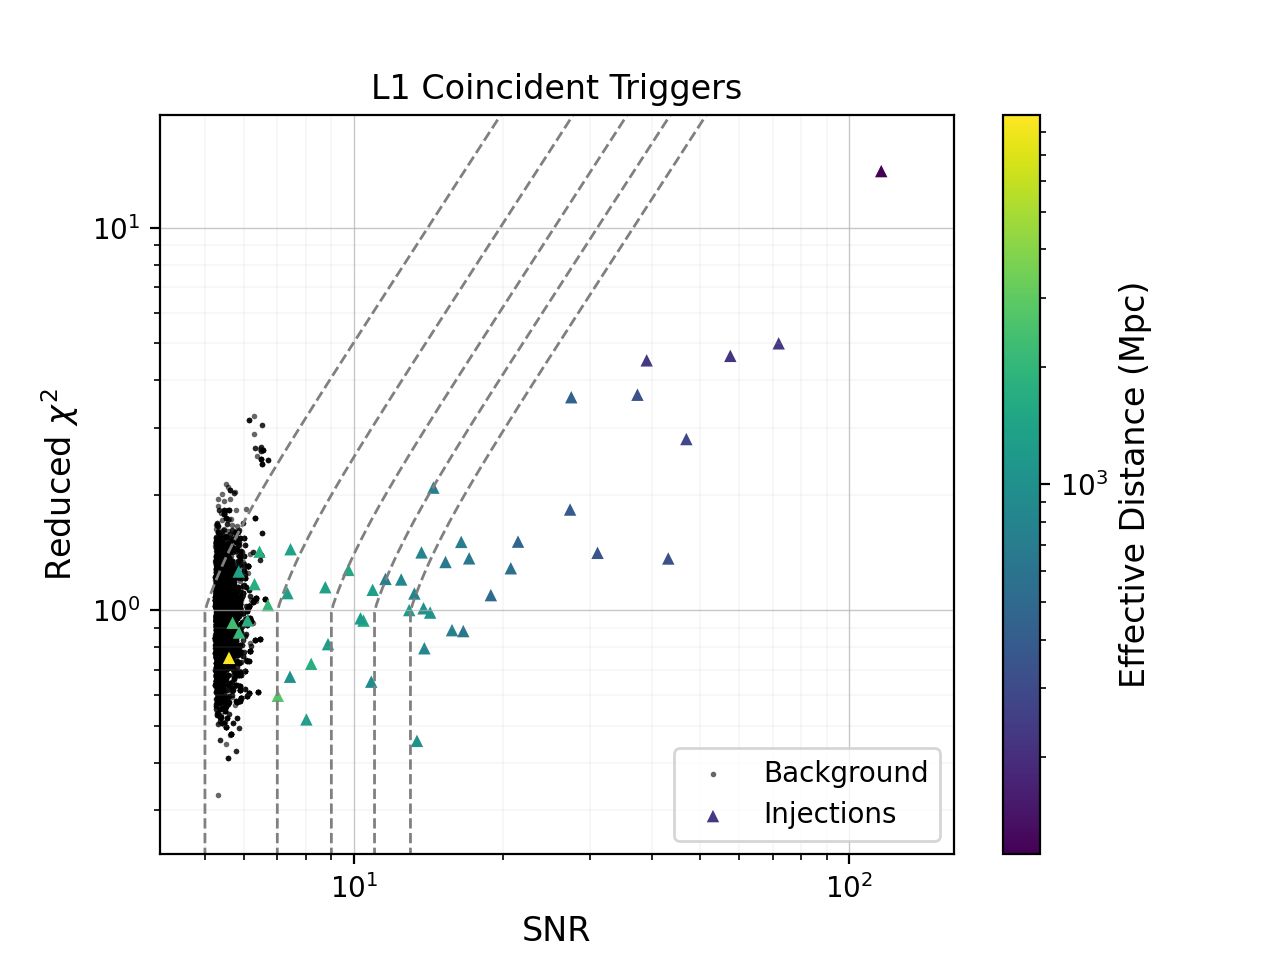 L1 Coincident Triggers
Reduced χ²
10¹
10⁰
10¹
10²
SNR
Background
Injections
10³
Effective Distance (Mpc)